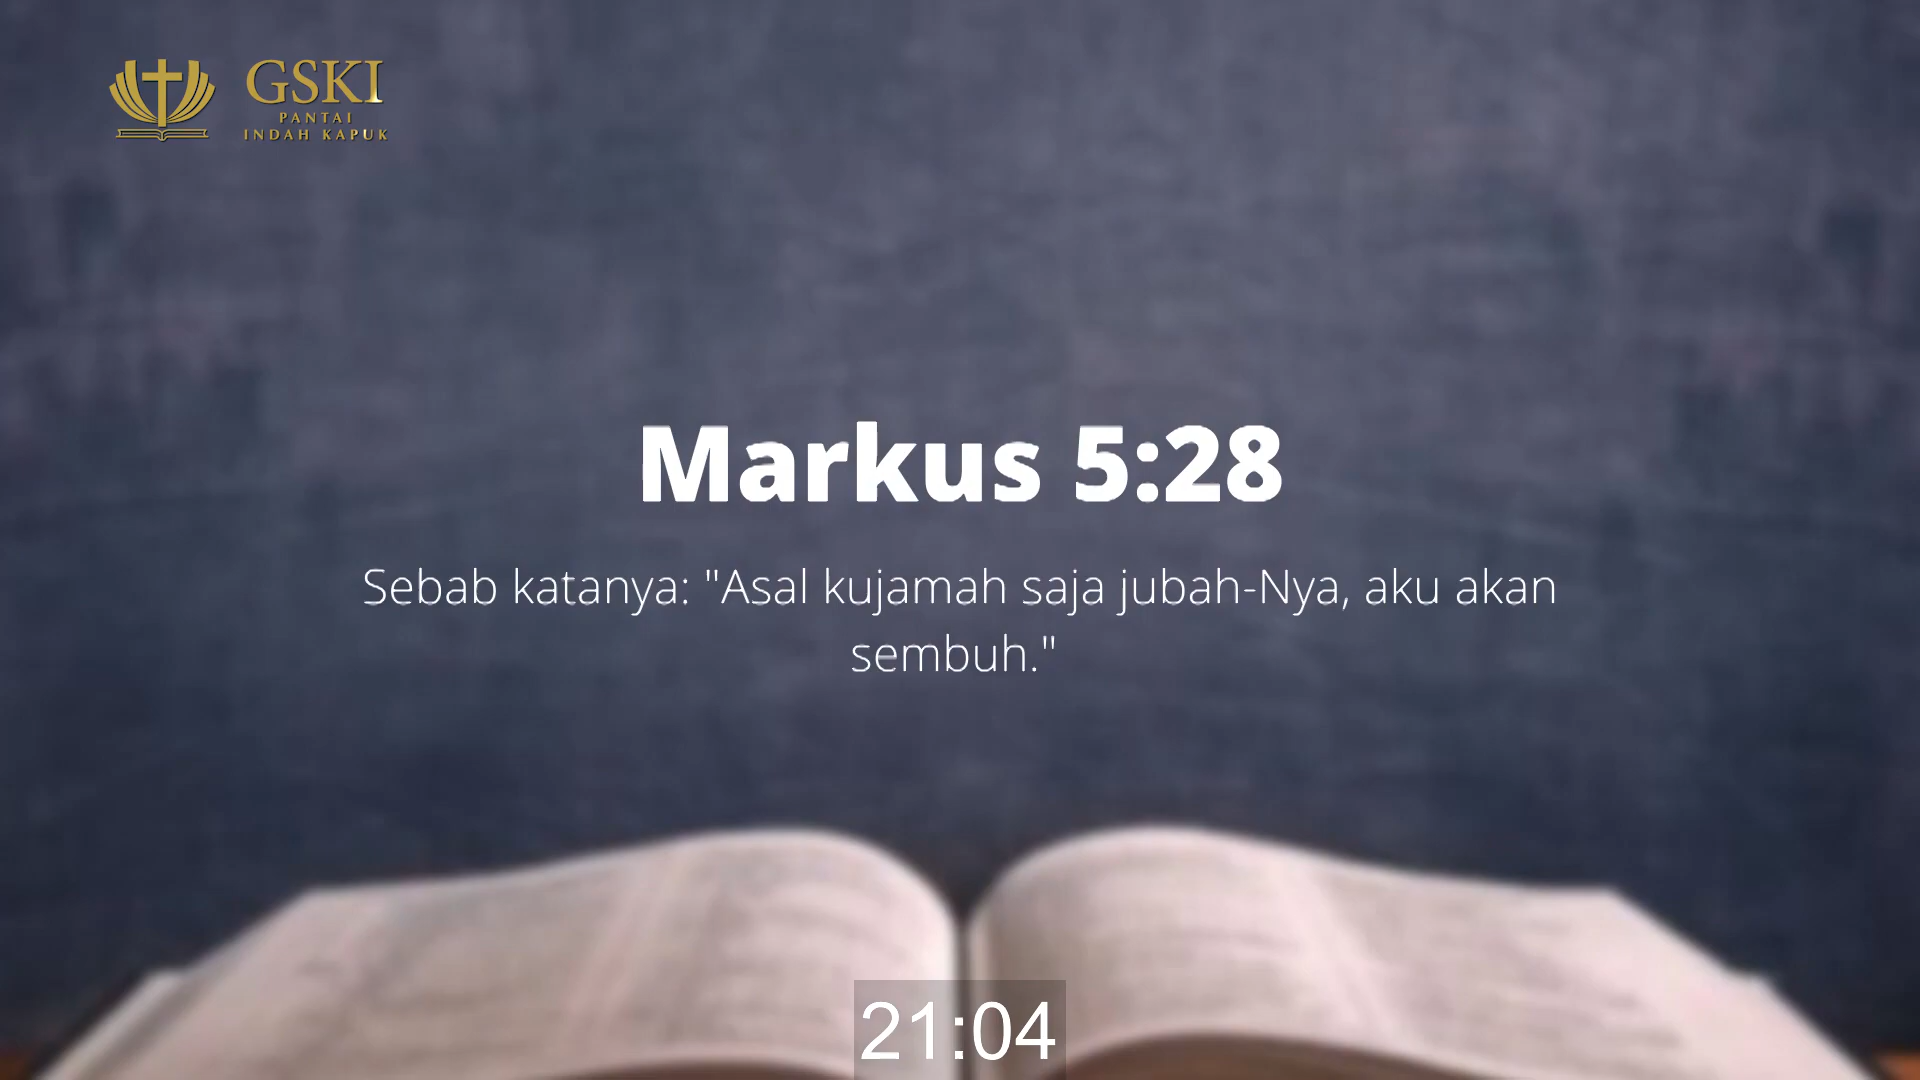 GSKI
PANTAI
INDAH KAPUK
Markus 5:28
Sebab katanya: "Asal kujamah saja jubah-Nya, aku akan
sembuh."
21:04